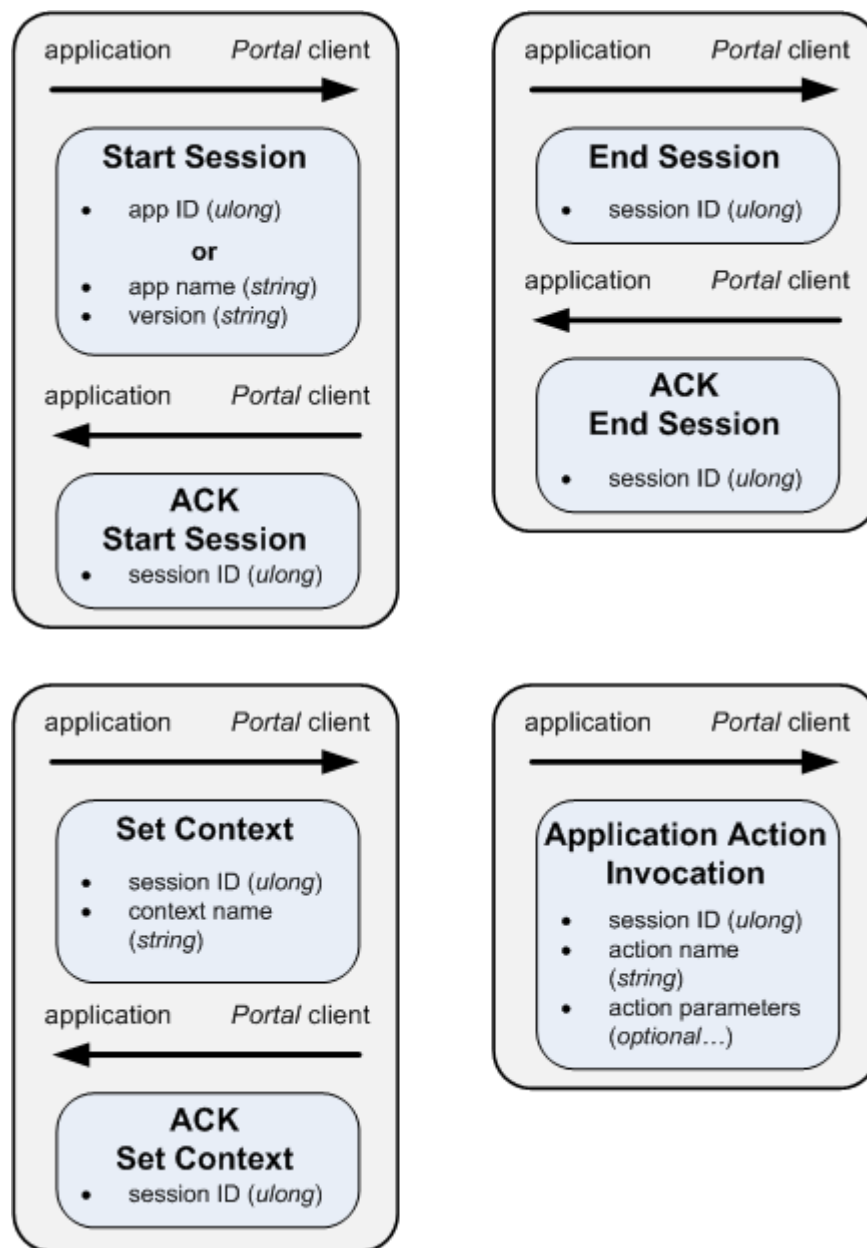 application Portal client
Start Session
• app ID (ulong)
or
• app name (string)
• version (string)
application Portal client
ACK
Start Session
• session ID (ulong)
application Portal client
End Session
• session ID (ulong)
application Portal client
ACK
End Session
• session ID (ulong)
application Portal client
Set Context
• session ID (ulong)
• context name
(string)
application Portal client
ACK
Set Context
• session ID (ulong)
application Portal client
Application Action
Invocation
• session ID (ulong)
• action name
(string)
• action parameters
(optional…)